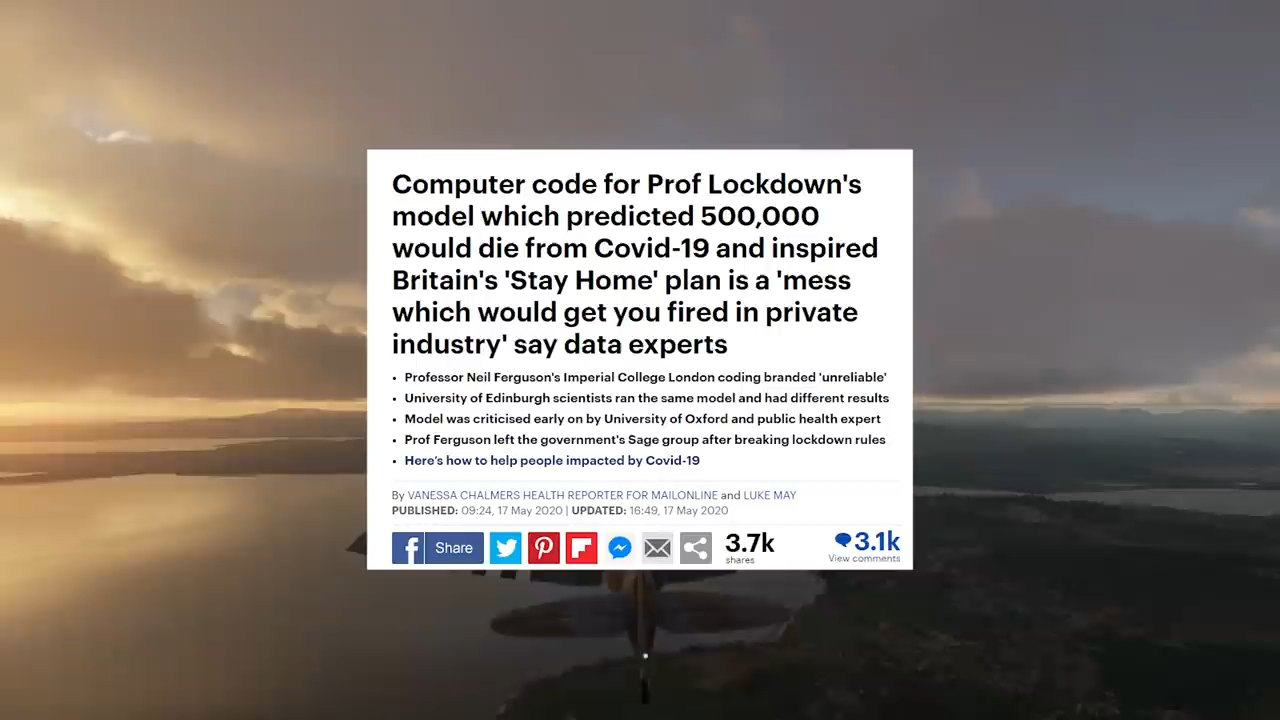 Computer code for Prof Lockdown's
model which predicted 500,000
would die from Covid-19 and inspired
Britain's 'Stay Home' plan is a 'mess
which would get you fired in private
industry' say data experts
• Professor Neil Ferguson's Imperial College London coding branded 'unreliable'
• University of Edinburgh scientists ran the same model and had different results
• Model was criticised early on by University of Oxford and public health expert
• Prof Ferguson left the government's Sage group after breaking lockdown rules
• Here's how to help people impacted by Covid-19
By VANESSA CHALMERS HEALTH REPORTER FOR MAILONLINE and LUKE MAY
PUBLISHED: 09:24, 17 May 2020 | UPDATED: 16:49, 17 May 2020
Share
3.7k
shares
3.1k
View comments